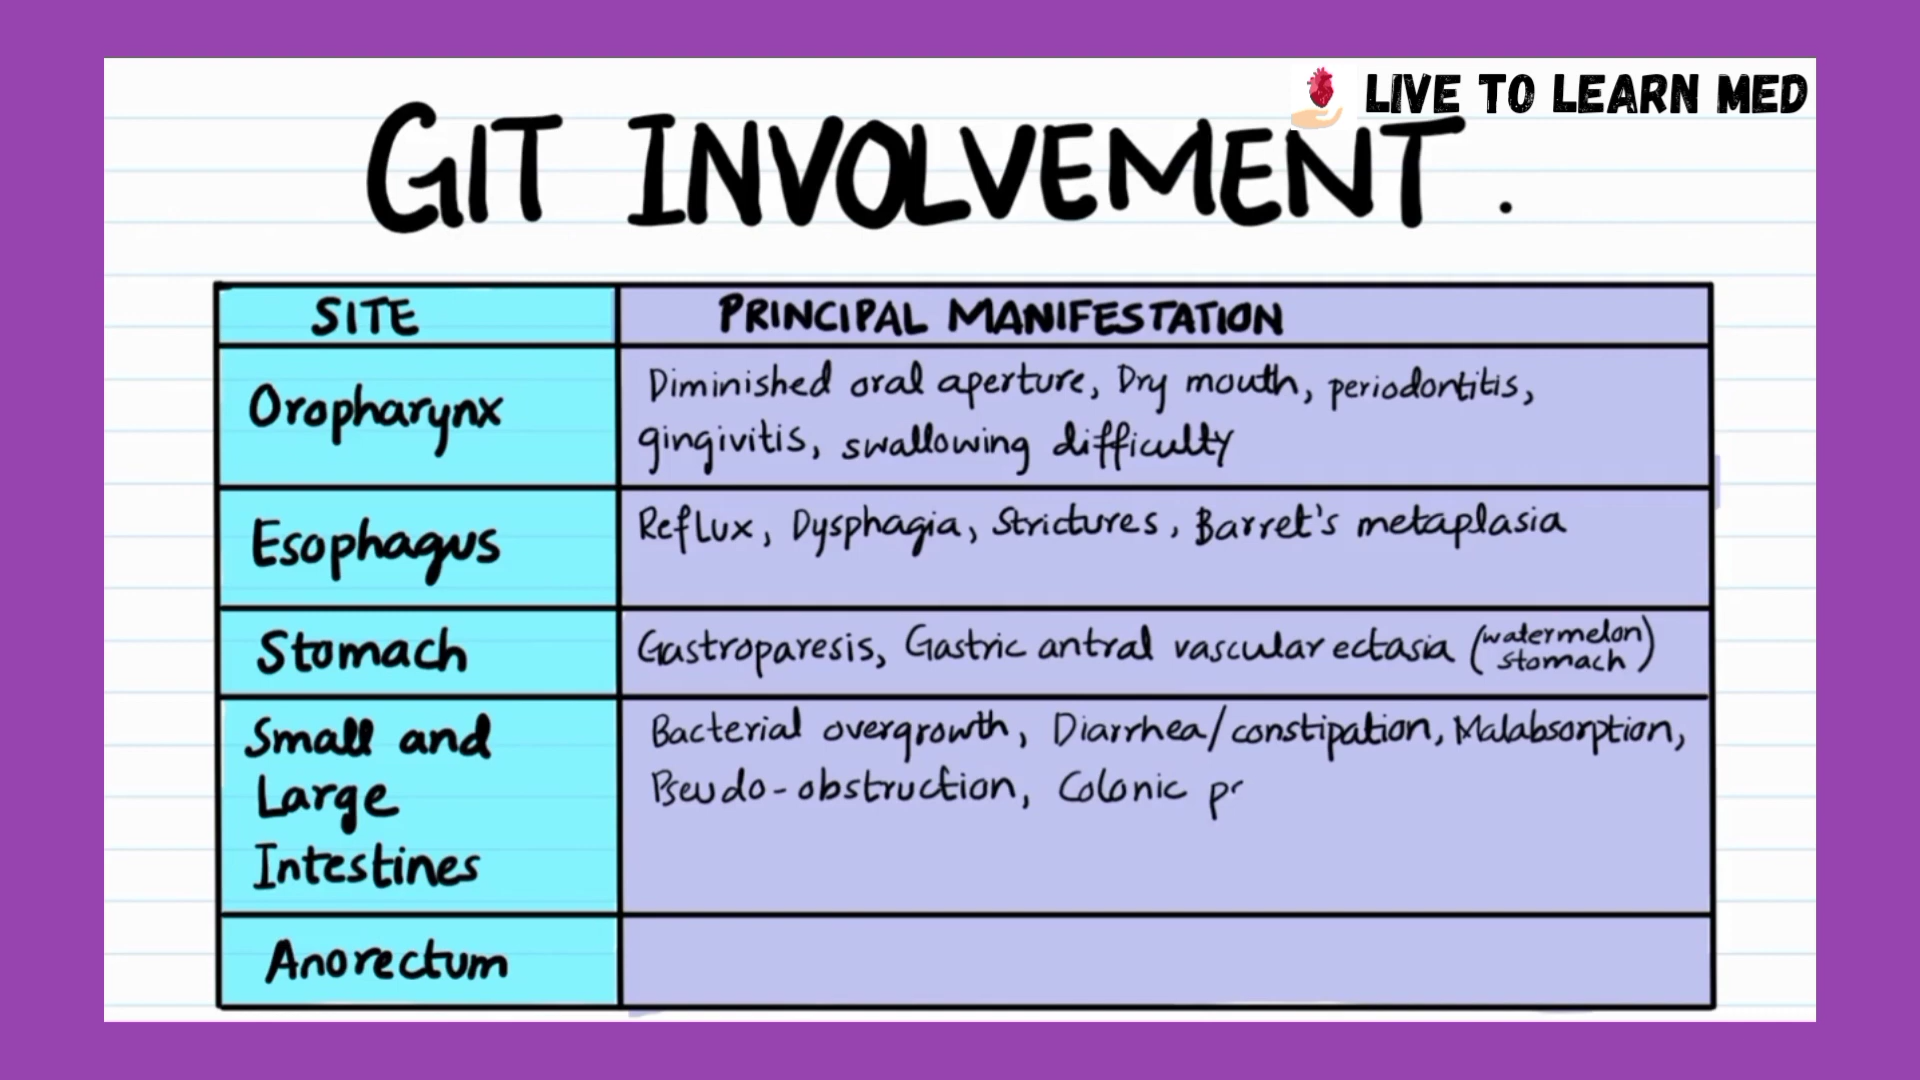 LIVE TO LEARN MED
GIT INVOLVEMENT.
SITE
PRINCIPAL MANIFESTATION
Oropharynx
Diminished oral aperture, Dry mouth, periodontitis,
gingivitis, swallowing difficulty
Esophagus
Reflux, Dysphagia, Strictures, Barret's metaplasia
Stomach
Gastroparesis, Gastric antral vascular ectasia (watermelon
stomach)
Small and
Large
Intestines
Bacterial overgrowth, Diarrhea/constipation, Malabsorption,
Pseudo-obstruction, Colonic pr
Anorectum